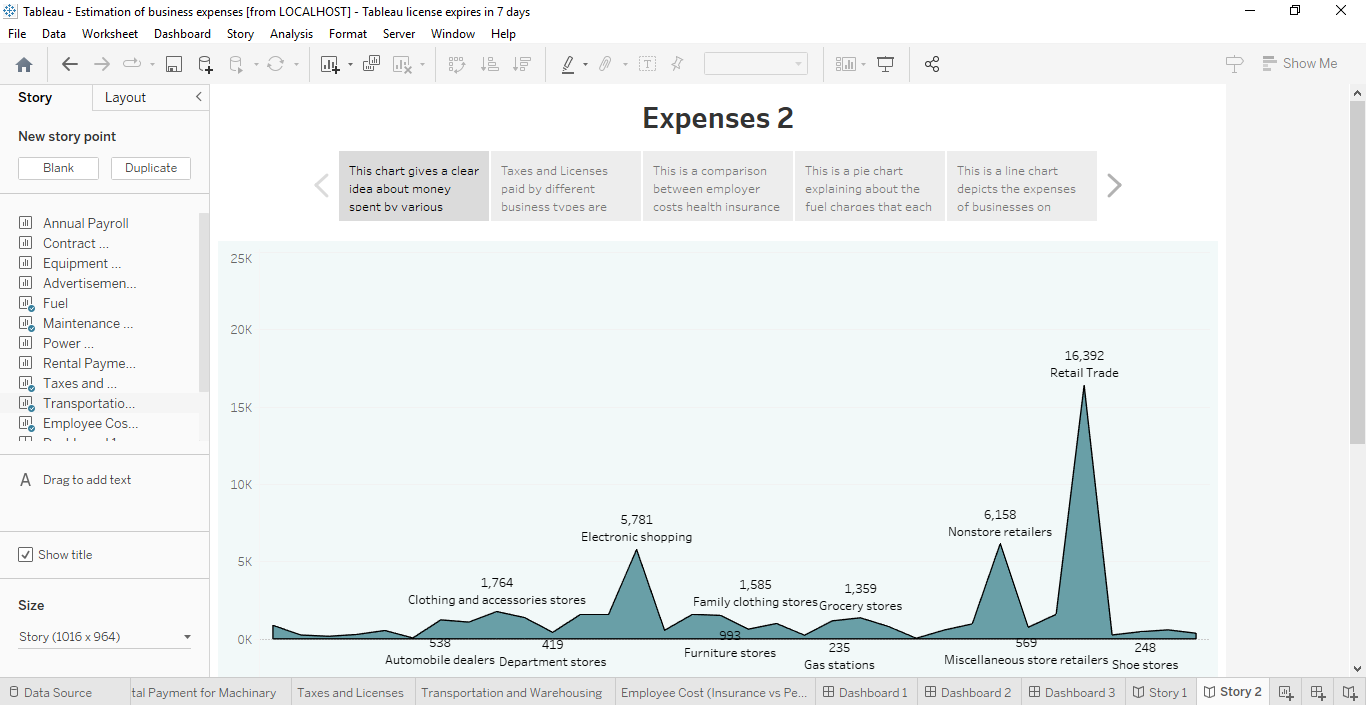 Tableau - Estimation of business expenses [from LOCALHOST] - Tableau license expires in 7 days
File Data Worksheet Dashboard Story Analysis Format Server Window Help
Show Me
Story Layout
New story point
Blank Duplicate
Annual Payroll
Contract ...
Equipment ...
Advertisemen...
Fuel
Maintenance ...
Power ...
Rental Payme...
Taxes and ...
Transportatio...
Employee Cos...
Drag to add text
Show title
Size
Story (1016 x 964)
Expenses 2
This chart gives a clear
idea about money
spent by various
Taxes and Licenses
paid by different
business types are
This is a comparison
between employer
costs health insurance
This is a pie chart
explaining about the
fuel charges that each
This is a line chart
depicts the expenses
of businesses on
25K
20K
15K
10K
5K
0K
16,392
Retail Trade
6,158
Nonstore retailers
5,781
Electronic shopping
1,764
Clothing and accessories stores
1,585
Family clothing stores
1,359
Grocery stores
538
Automobile dealers
419
Department stores
993
Furniture stores
235
Gas stations
569
Miscellaneous store retailers
248
Shoe stores
Data Source tal Payment for Machinary Taxes and Licenses Transportation and Warehousing Employee Cost (Insurance vs Pe... Dashboard 1 Dashboard 2 Dashboard 3 Story 1 Story 2